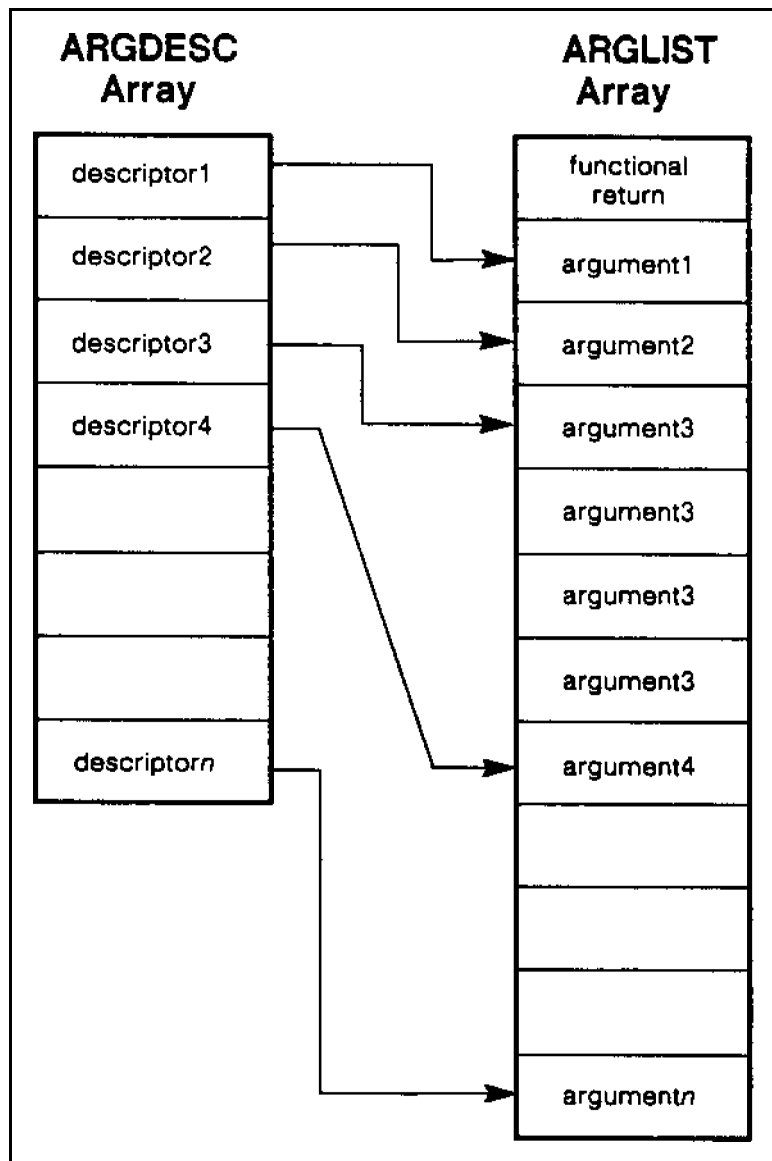 ARGDESC
Array
descriptor1
descriptor2
descriptor3
descriptor4
descriptorn
ARGLIST
Array
functional
return
argument1
argument2
argument3
argument3
argument3
argument3
argument4
argumentn